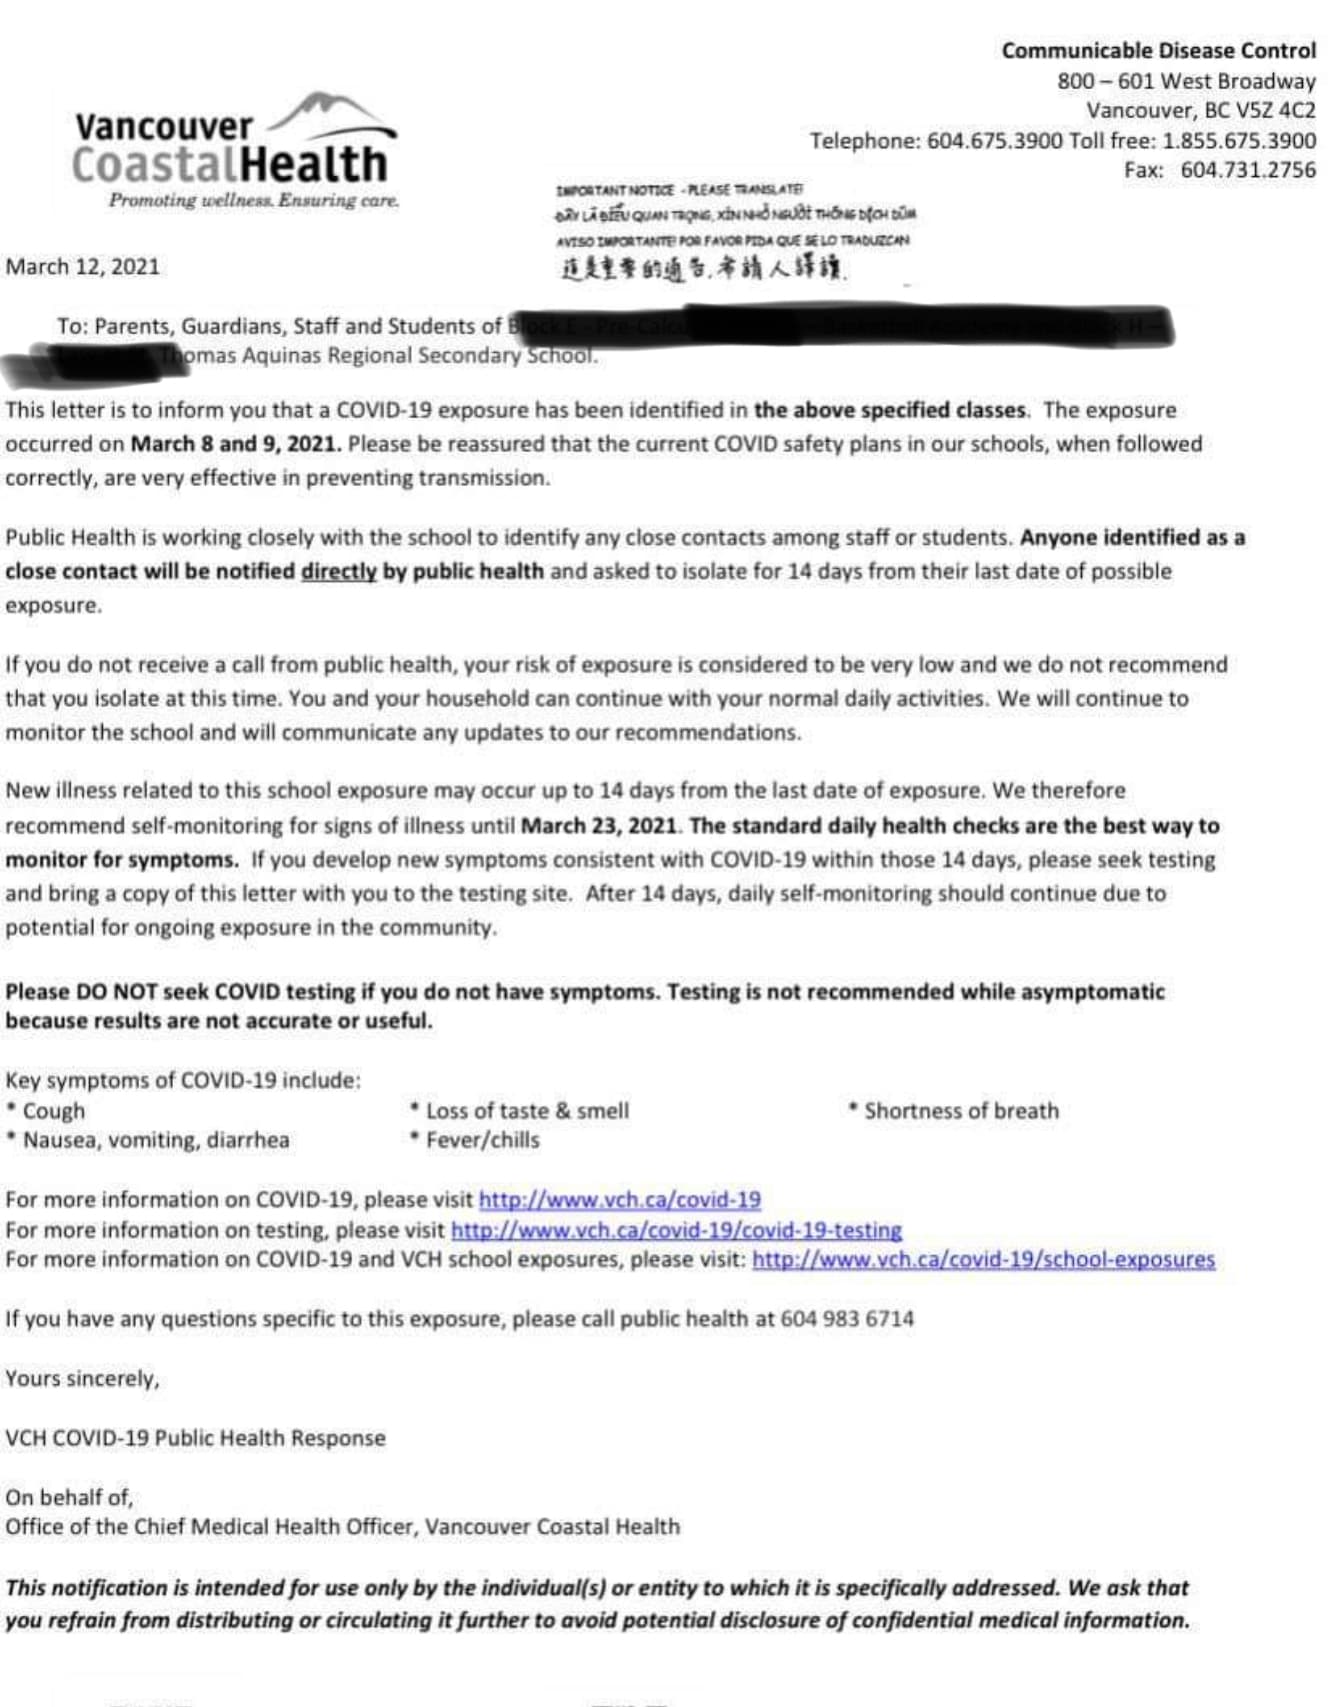 Communicable Disease Control
800 – 601 West Broadway
Vancouver, BC V5Z 4C2
Telephone: 604.675.3900 Toll free: 1.855.675.3900
Fax: 604.731.2756
Vancouver
CoastalHealth
Promoting wellness. Ensuring care.
IMPORTANT NOTICE - PLEASE TRANSLATE!
ĐÂY LÀ ĐIỀU QUAN TRỌNG, XIN NHỜ NGƯỜI THÔNG DỊCH DÙM
AVISO IMPORTANTE! POR FAVOR PIDA QUE SE LO TRADUZCAN
這是重要的通告,希請人譯讀.
March 12, 2021
To: Parents, Guardians, Staff and Students of
Thomas Aquinas Regional Secondary School.
This letter is to inform you that a COVID-19 exposure has been identified in the above specified classes. The exposure
occurred on March 8 and 9, 2021. Please be reassured that the current COVID safety plans in our schools, when followed
correctly, are very effective in preventing transmission.
Public Health is working closely with the school to identify any close contacts among staff or students. Anyone identified as a
close contact will be notified directly by public health and asked to isolate for 14 days from their last date of possible
exposure.
If you do not receive a call from public health, your risk of exposure is considered to be very low and we do not recommend
that you isolate at this time. You and your household can continue with your normal daily activities. We will continue to
monitor the school and will communicate any updates to our recommendations.
New illness related to this school exposure may occur up to 14 days from the last date of exposure. We therefore
recommend self-monitoring for signs of illness until March 23, 2021. The standard daily health checks are the best way to
monitor for symptoms. If you develop new symptoms consistent with COVID-19 within those 14 days, please seek testing
and bring a copy of this letter with you to the testing site. After 14 days, daily self-monitoring should continue due to
potential for ongoing exposure in the community.
Please DO NOT seek COVID testing if you do not have symptoms. Testing is not recommended while asymptomatic
because results are not accurate or useful.
Key symptoms of COVID-19 include:
* Cough * Loss of taste & smell * Shortness of breath
* Nausea, vomiting, diarrhea * Fever/chills
For more information on COVID-19, please visit http://www.vch.ca/covid-19
For more information on testing, please visit http://www.vch.ca/covid-19/covid-19-testing
For more information on COVID-19 and VCH school exposures, please visit: http://www.vch.ca/covid-19/school-exposures
If you have any questions specific to this exposure, please call public health at 604 983 6714
Yours sincerely,
VCH COVID-19 Public Health Response
On behalf of,
Office of the Chief Medical Health Officer, Vancouver Coastal Health
This notification is intended for use only by the individual(s) or entity to which it is specifically addressed. We ask that
you refrain from distributing or circulating it further to avoid potential disclosure of confidential medical information.